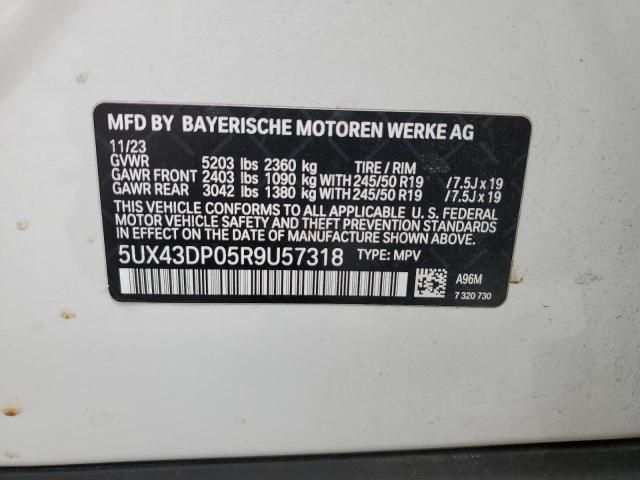 MFD BY BAYERISCHE MOTOREN WERKE AG
11/23
GVWR 5203 lbs 2360 kg TIRE / RIM
GAWR FRONT 2403 lbs 1090 kg WITH 245/50 R19 / 7.5J x 19
GAWR REAR 3042 lbs 1380 kg WITH 245/50 R19 / 7.5J x 19
THIS VEHICLE CONFORMS TO ALL APPLICABLE U. S. FEDERAL
MOTOR VEHICLE SAFETY AND THEFT PREVENTION STANDARDS
IN EFFECT ON THE DATE OF MANUFACTURE SHOWN ABOVE.
5UX43DP05R9U57318 TYPE: MPV
A96M
7 320 730